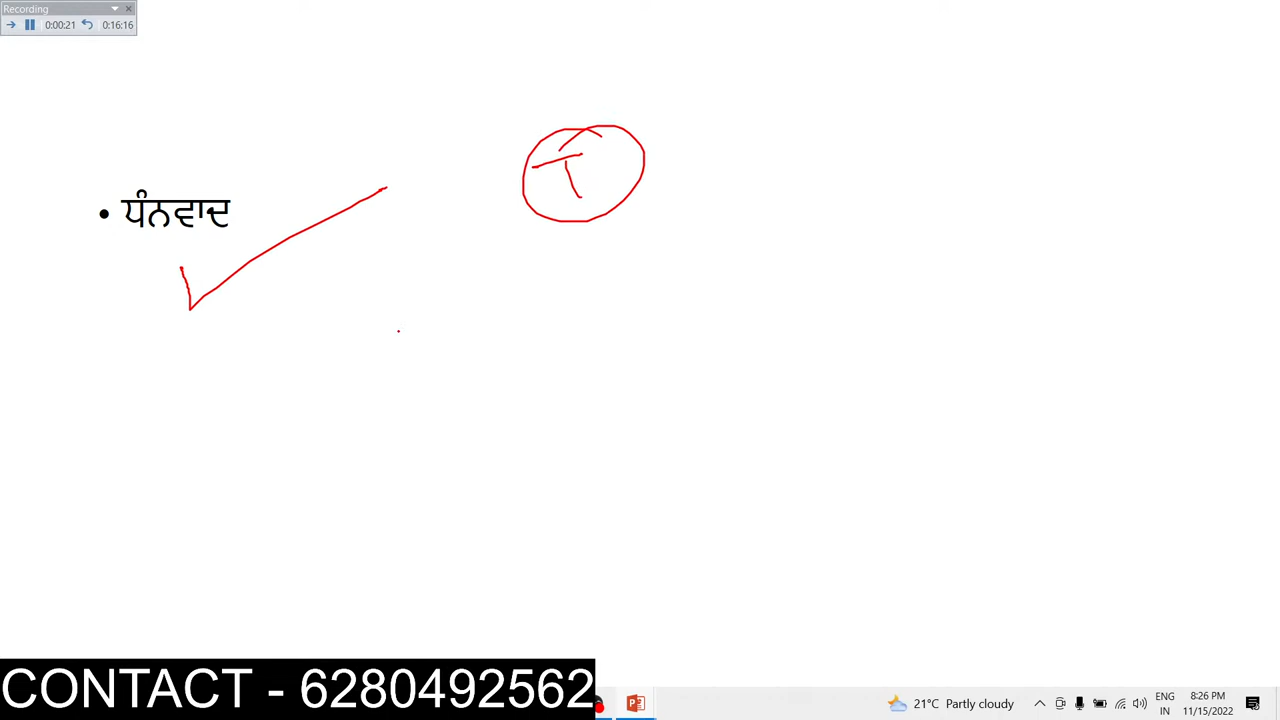 Recording
0:00:21 0:16:16
T
• ਧੰਨਵਾਦ
CONTACT - 6280492562
21°C Partly cloudy
ENG
IN
8:26 PM
11/15/2022